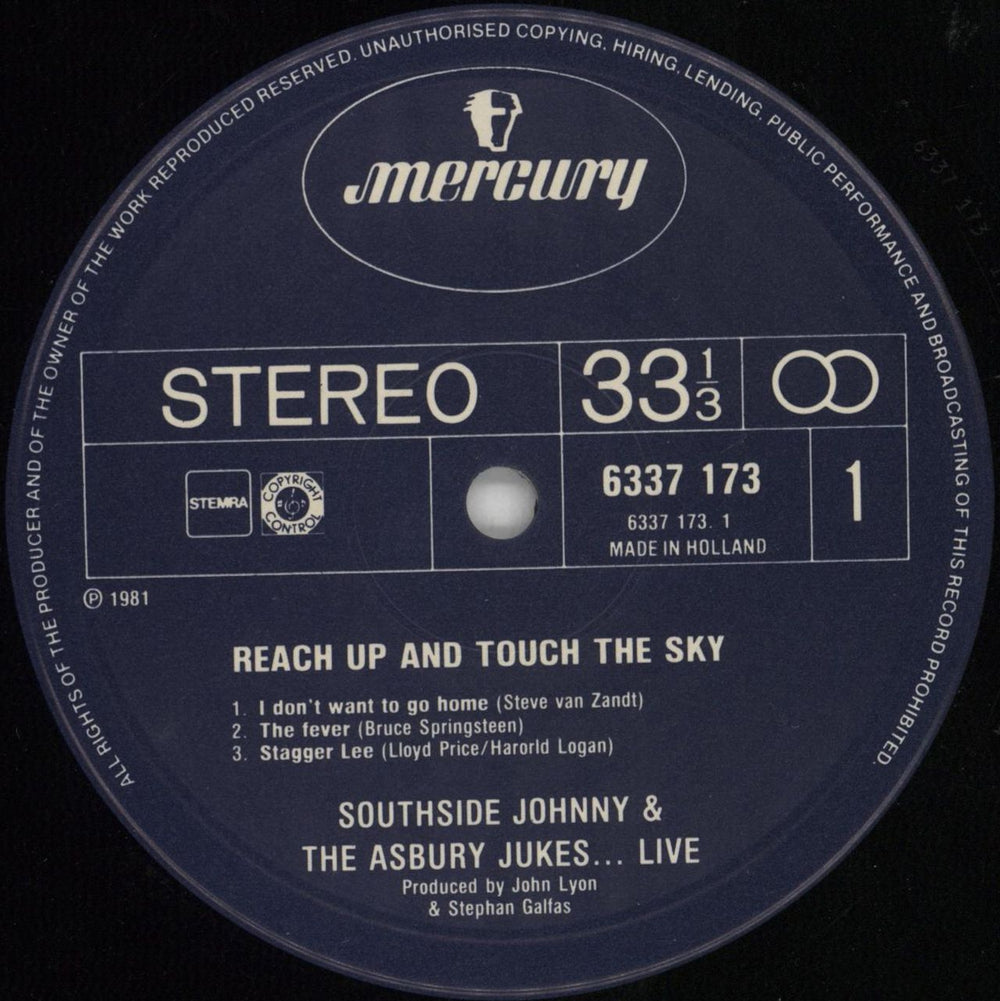 ALL RIGHTS OF THE PRODUCER AND OF THE OWNER OF THE WORK REPRODUCED RESERVED. UNAUTHORISED COPYING, HIRING, LENDING, PUBLIC PERFORMANCE AND BROADCASTING OF THIS RECORD PROHIBITED.
mercury
STEREO
33 1/3
STEMRA
COPYRIGHT CONTROL
6337 173
6337 173. 1
MADE IN HOLLAND
1
℗ 1981
REACH UP AND TOUCH THE SKY
1. I don't want to go home (Steve van Zandt)
2. The fever (Bruce Springsteen)
3. Stagger Lee (Lloyd Price/Harorld Logan)
SOUTHSIDE JOHNNY &
THE ASBURY JUKES... LIVE
Produced by John Lyon
& Stephan Galfas
6337 173